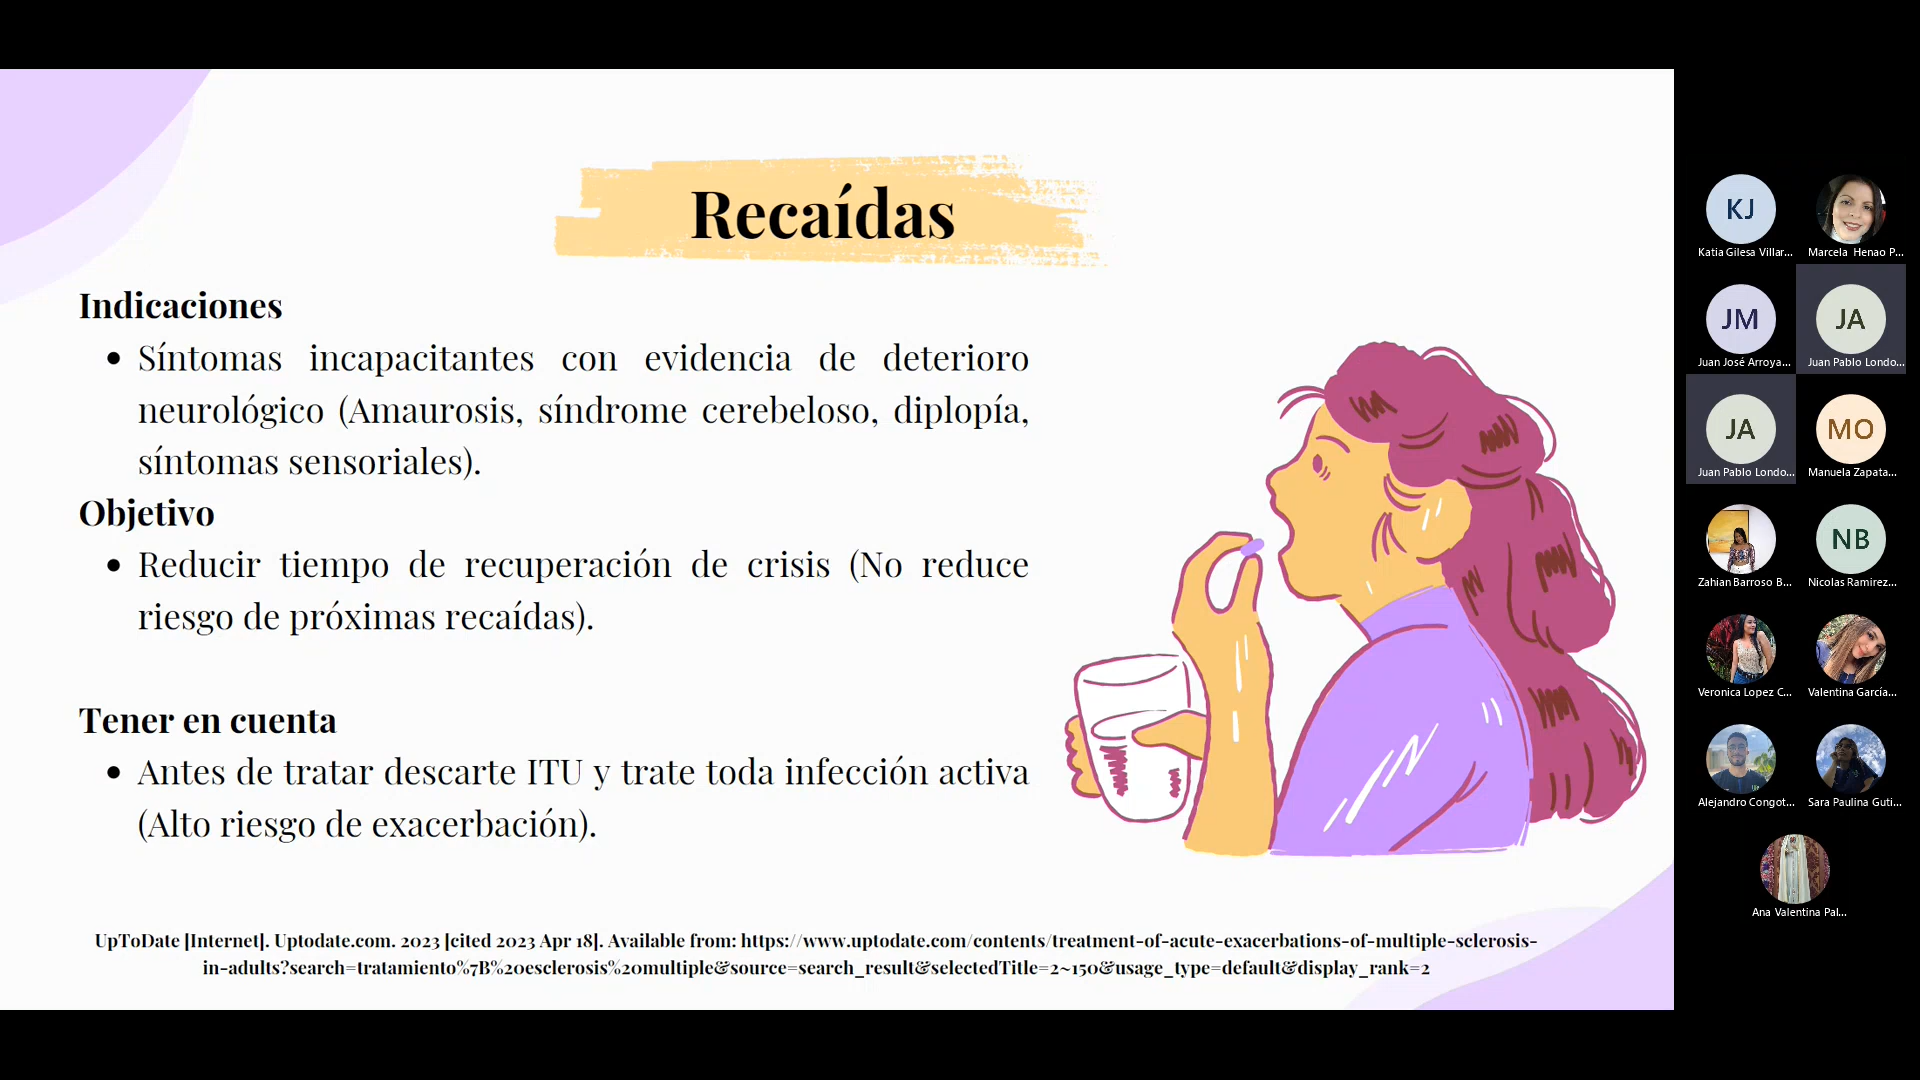 Recaídas
Indicaciones
• Síntomas incapacitantes con evidencia de deterioro
neurológico (Amaurosis, síndrome cerebeloso, diplopía,
síntomas sensoriales).
Objetivo
• Reducir tiempo de recuperación de crisis (No reduce
riesgo de próximas recaídas).
Tener en cuenta
• Antes de tratar descarte ITU y trate toda infección activa
(Alto riesgo de exacerbación).
UpToDate [Internet]. Uptodate.com. 2023 [cited 2023 Apr 18]. Available from: https://www.uptodate.com/contents/treatment-of-acute-exacerbations-of-multiple-sclerosis-
in-adults?search=tratamiento%7B%20esclerosis%20multiple&source=search_result&selectedTitle=2~150&usage_type=default&display_rank=2
KJ
Katia Gilesa Villar...
Marcela Henao P...
JM
Juan José Arroya...
JA
Juan Pablo Londo...
JA
Juan Pablo Londo...
MO
Manuela Zapata...
Zahian Barroso B...
NB
Nicolas Ramirez...
Veronica Lopez C...
Valentina García...
Alejandro Congot...
Sara Paulina Guti...
Ana Valentina Pal...